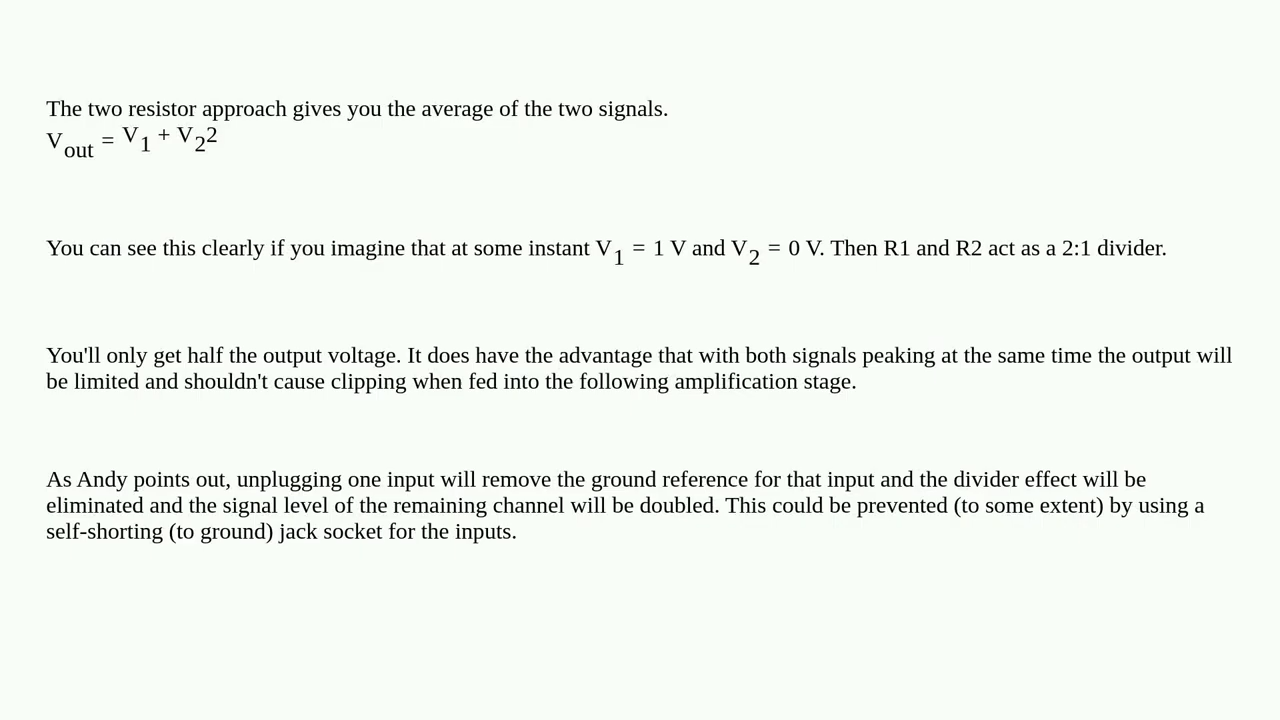 The two resistor approach gives you the average of the two signals.
Vout = V1 + V22
You can see this clearly if you imagine that at some instant V1 = 1 V and V2 = 0 V. Then R1 and R2 act as a 2:1 divider.
You'll only get half the output voltage. It does have the advantage that with both signals peaking at the same time the output will
be limited and shouldn't cause clipping when fed into the following amplification stage.
As Andy points out, unplugging one input will remove the ground reference for that input and the divider effect will be
eliminated and the signal level of the remaining channel will be doubled. This could be prevented (to some extent) by using a
self-shorting (to ground) jack socket for the inputs.